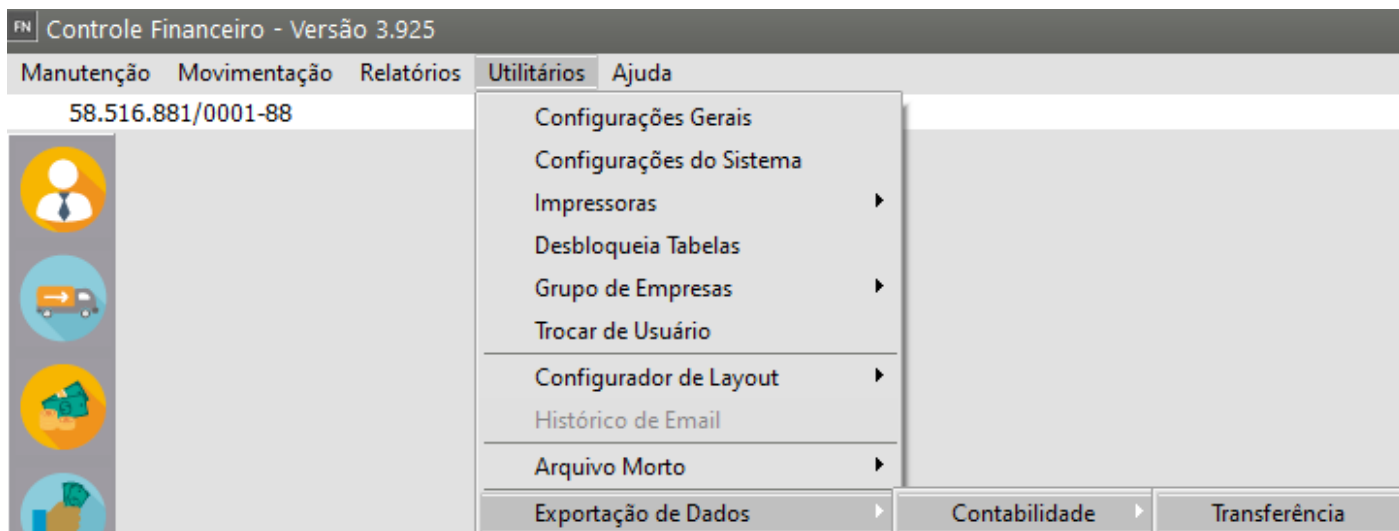 FN Controle Financeiro - Versão 3.925
Manutenção Movimentação Relatórios Utilitários Ajuda
58.516.881/0001-88
Configurações Gerais
Configurações do Sistema
Impressoras
Desbloqueia Tabelas
Grupo de Empresas
Trocar de Usuário
Configurador de Layout
Histórico de Email
Arquivo Morto
Exportação de Dados Contabilidade Transferência